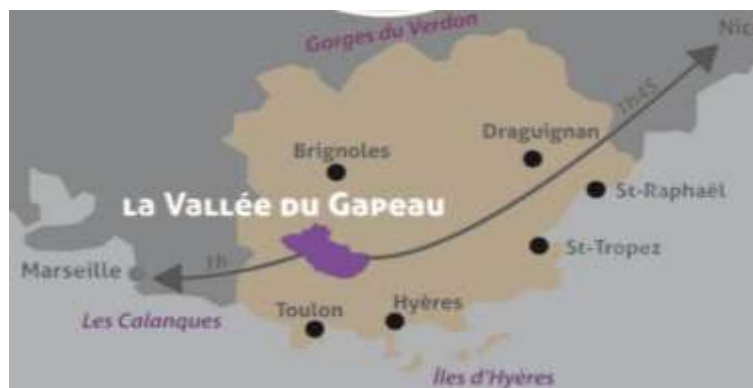 Gorges du Verdon
Nic
1h45
Draguignan
Brignoles
St-Raphaël
La Vallée du Gapeau
St-Tropez
1h
Marseille
Hyères
Toulon
Les Calanques
Îles d'Hyères